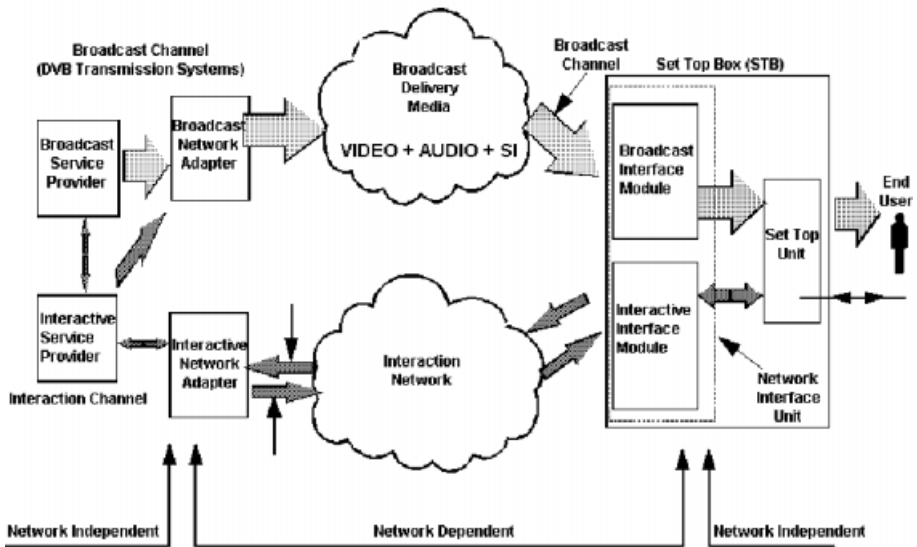 Broadcast Channel
(DVB Transmission Systems)
Broadcast
Channel
Set Top Box (STB)
Broadcast
Delivery
Media
VIDEO + AUDIO + SI
Broadcast
Service
Provider
Broadcast
Network
Adapter
Broadcast
Interface
Module
Set Top
Unit
End
User
Interactive
Service
Provider
Interaction Channel
Interactive
Network
Adapter
Interaction
Network
Interactive
Interface
Module
Network
Interface
Unit
Network Independent
Network Dependent
Network Independent